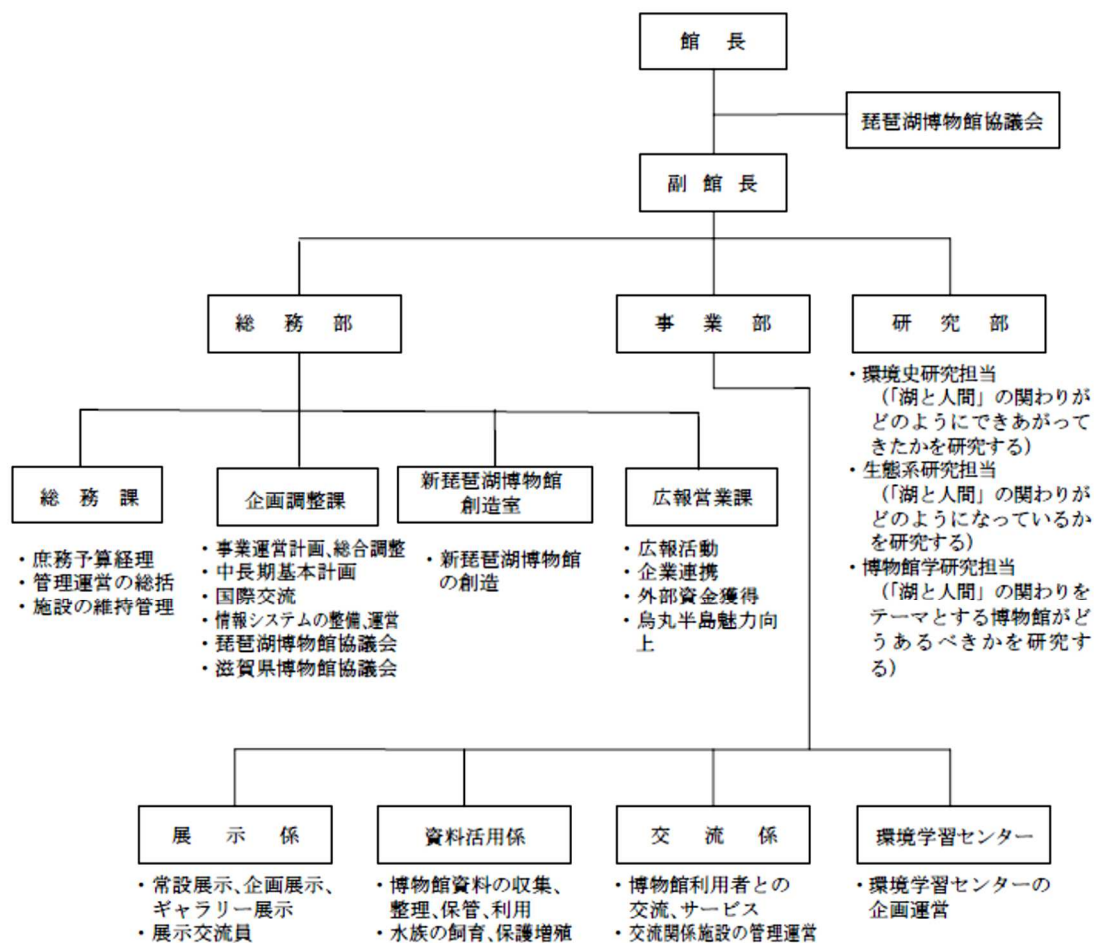 館　長
琵琶湖博物館協議会
副館長
総　務　部
事　業　部
研　究　部
・環境史研究担当
（「湖と人間」の関わりが
どのようにできあがって
きたかを研究する）
・生態系研究担当
（「湖と人間」の関わりが
どのようになっているか
を研究する）
・博物館学研究担当
（「湖と人間」の関わりを
テーマとする博物館がど
うあるべきかを研究す
る）
総　務　課
・庶務予算経理
・管理運営の総括
・施設の維持管理
企画調整課
・事業運営計画、総合調整
・中長期基本計画
・国際交流
・情報システムの整備、運営
・琵琶湖博物館協議会
・滋賀県博物館協議会
新琵琶湖博物館
創造室
・新琵琶湖博物館
の創造
広報営業課
・広報活動
・企業連携
・外部資金獲得
・烏丸半島魅力向
上
展　示　係
・常設展示、企画展示、
ギャラリー展示
・展示交流員
資料活用係
・博物館資料の収集、
整理、保管、利用
・水族の飼育、保護増殖
交　流　係
・博物館利用者との
交流、サービス
・交流関係施設の管理運営
環境学習センター
・環境学習センターの
企画運営